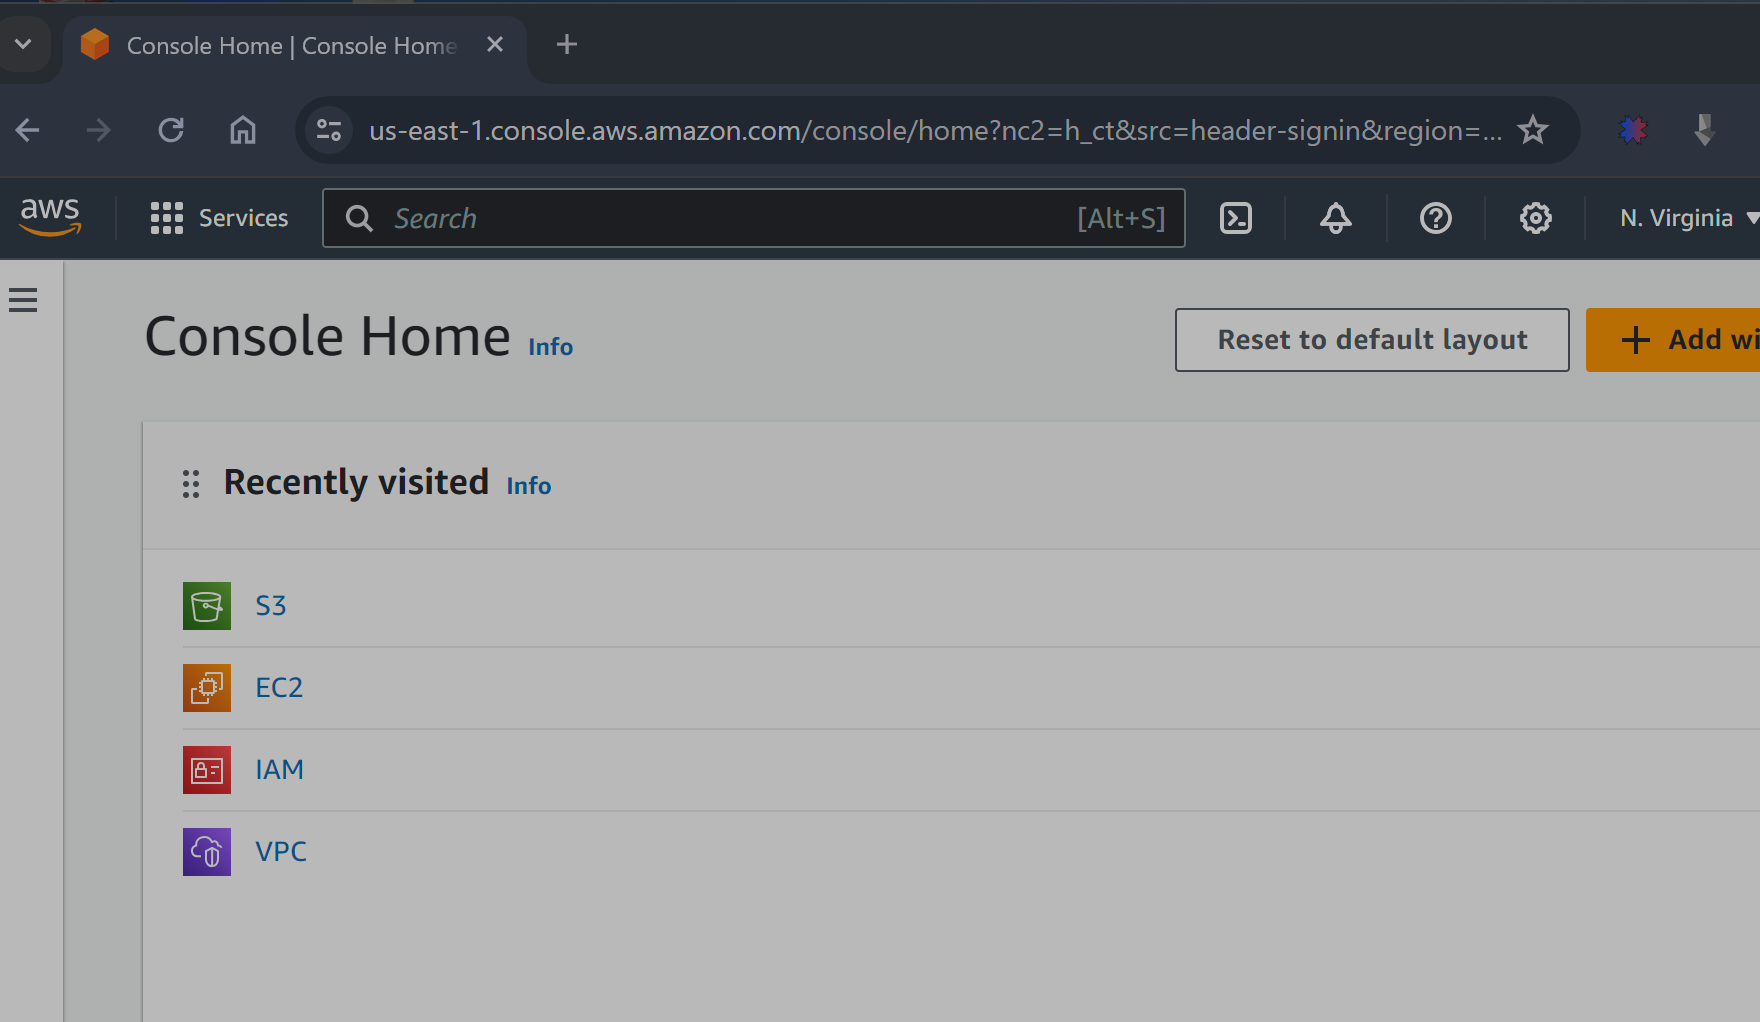 Console Home | Console Home
us-east-1.console.aws.amazon.com/console/home?nc2=h_ct&src=header-signin&region=...
aws
Services
Search
[Alt+S]
N. Virginia
Console Home Info
Reset to default layout
Add wi
Recently visited Info
S3
EC2
IAM
VPC